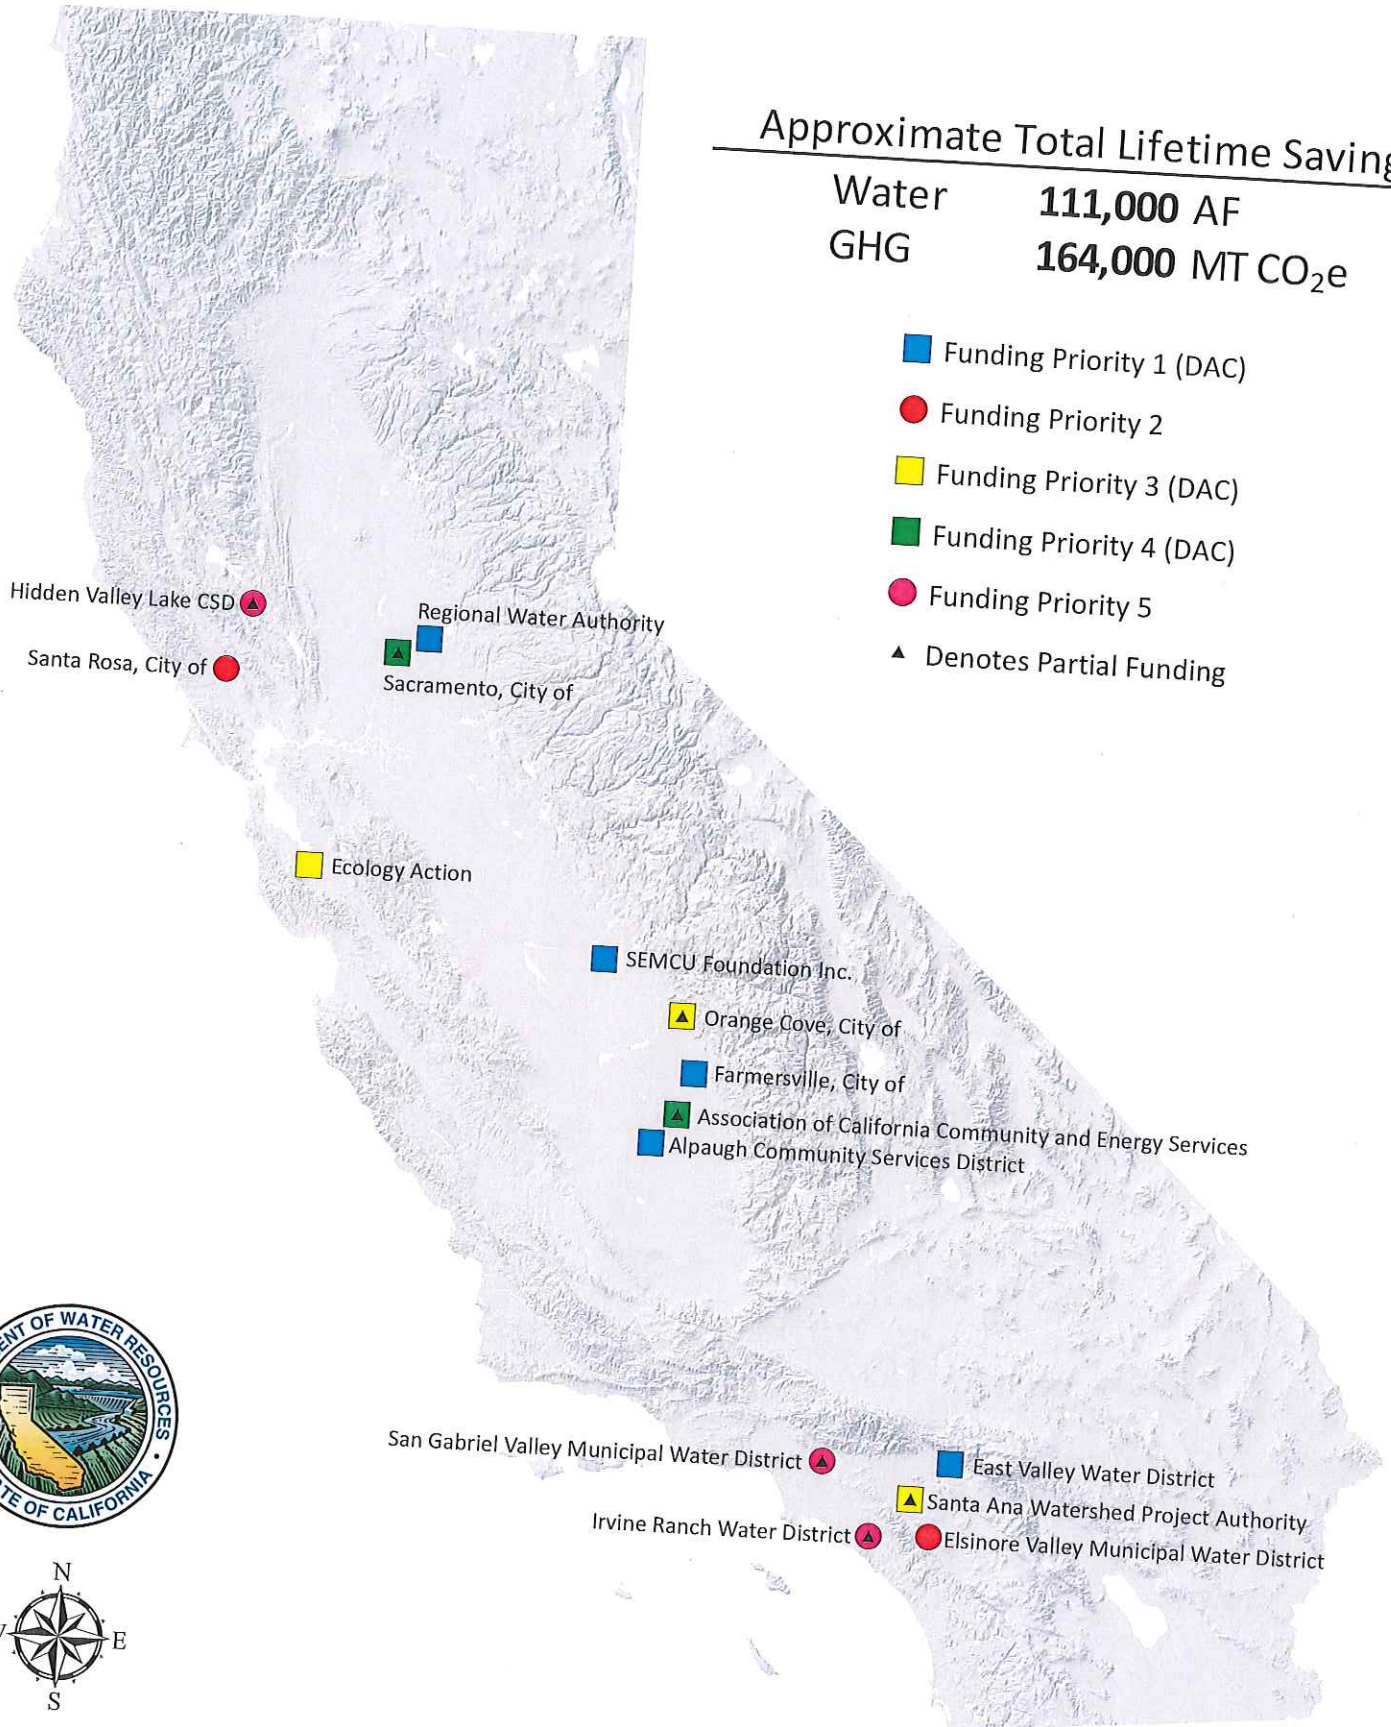 Approximate Total Lifetime Saving
Water 111,000 AF
GHG 164,000 MT CO₂e
Funding Priority 1 (DAC)
Funding Priority 2
Funding Priority 3 (DAC)
Funding Priority 4 (DAC)
Funding Priority 5
Denotes Partial Funding
Hidden Valley Lake CSD
Regional Water Authority
Santa Rosa, City of
Sacramento, City of
Ecology Action
SEMCU Foundation Inc.
Orange Cove, City of
Farmersville, City of
Association of California Community and Energy Services
Alpaugh Community Services District
San Gabriel Valley Municipal Water District
East Valley Water District
Santa Ana Watershed Project Authority
Irvine Ranch Water District
Elsinore Valley Municipal Water District
ENT OF WATER RESOURCES •
TE OF CALIFORNIA
N
E
S